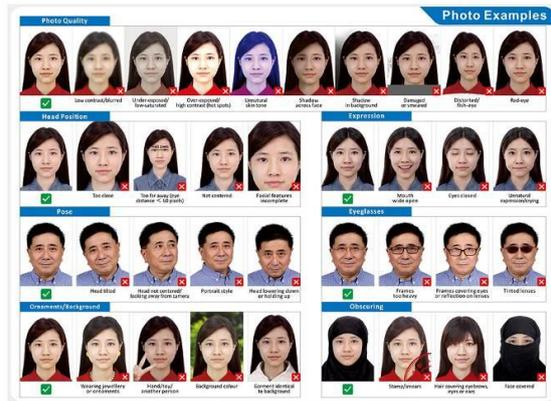 Photo Examples
Photo Quality
Low contrast/blurred
Under-exposed/
low-saturated
Over-exposed/
high contrast (hot spots)
Unnatural
skin tone
Shadow
across face
Shadow
in background
Damaged
or smeared
Distorted/
fish-eye
Red-eye
Head Position
Too close
Too far away (eye
distance < 60 pixels)
Not centered
Facial features
incomplete
Expression
Mouth
wide open
Eyes closed
Unnatural
expression/crying
Pose
Head tilted
Head not centered/
looking away from camera
Portrait style
Head lowering down
or holding up
Eyeglasses
Frames
too heavy
Frames covering eyes
or reflection on lenses
Tinted lenses
Ornaments/Background
Wearing jewellery
or ornaments
Hand/toy/
another person
Background colour
Garment identical
to background
Obscuring
Stamp/smears
Hair covering eyebrows,
eyes or ears
Face covered